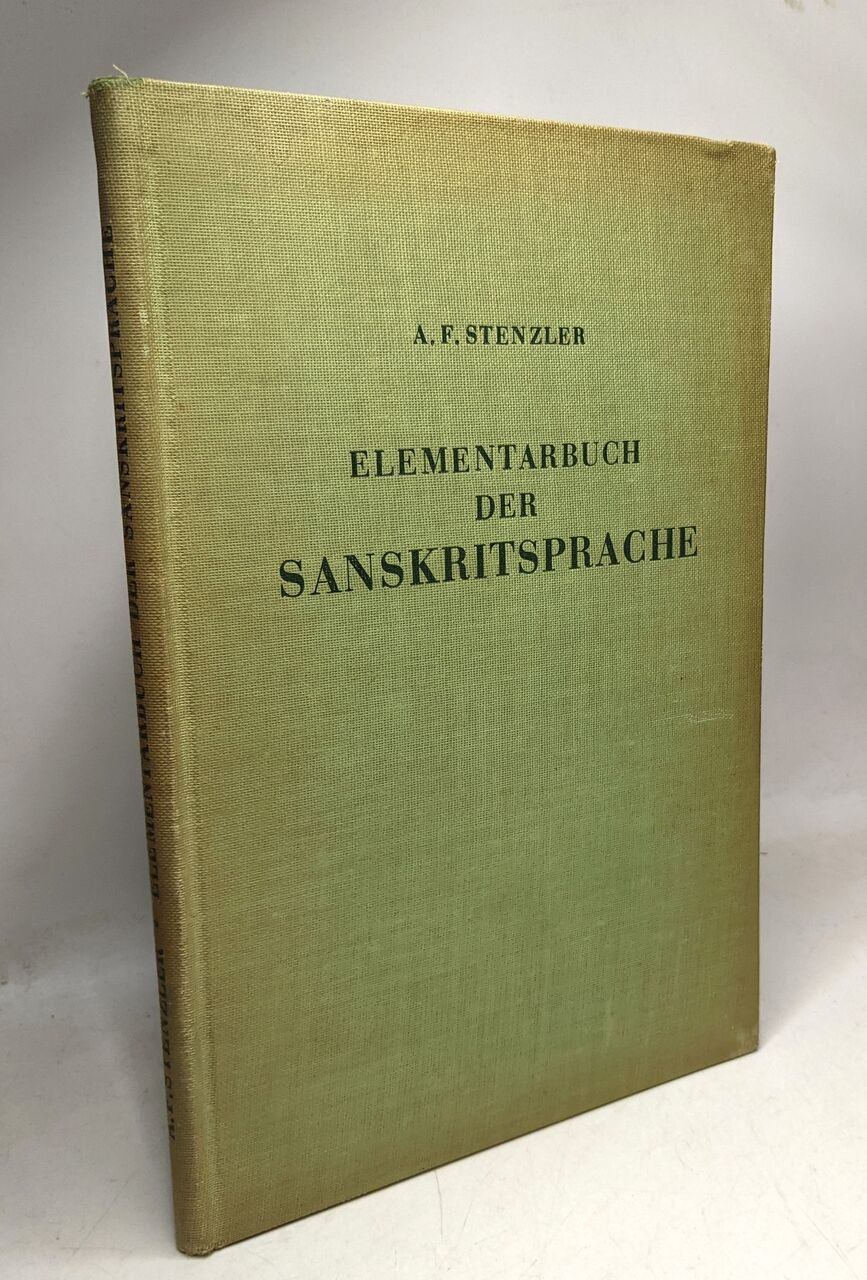 A. F. STENZLER
ELEMENTARBUCH
DER
SANSKRITSPRACHE
A. F. STENZLER · ELEMENTARBUCH DER SANSKRITSPRACHE